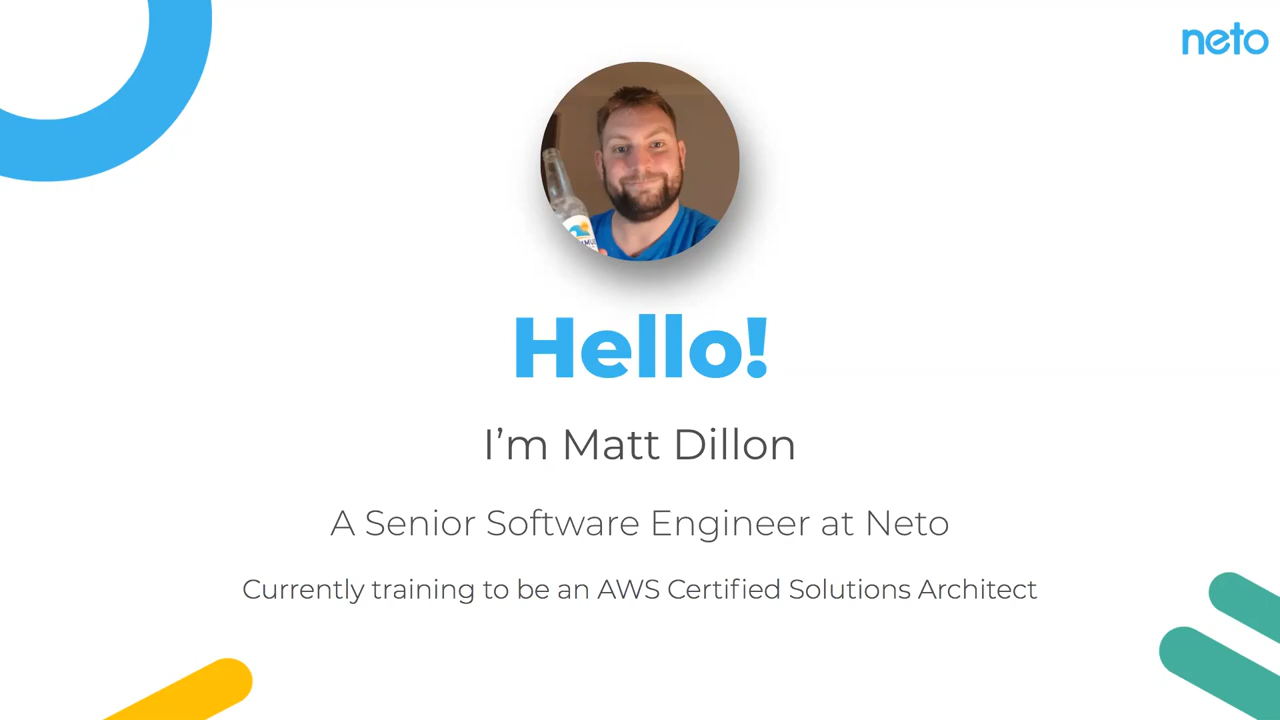 neto
Hello!
I’m Matt Dillon
A Senior Software Engineer at Neto
Currently training to be an AWS Certified Solutions Architect